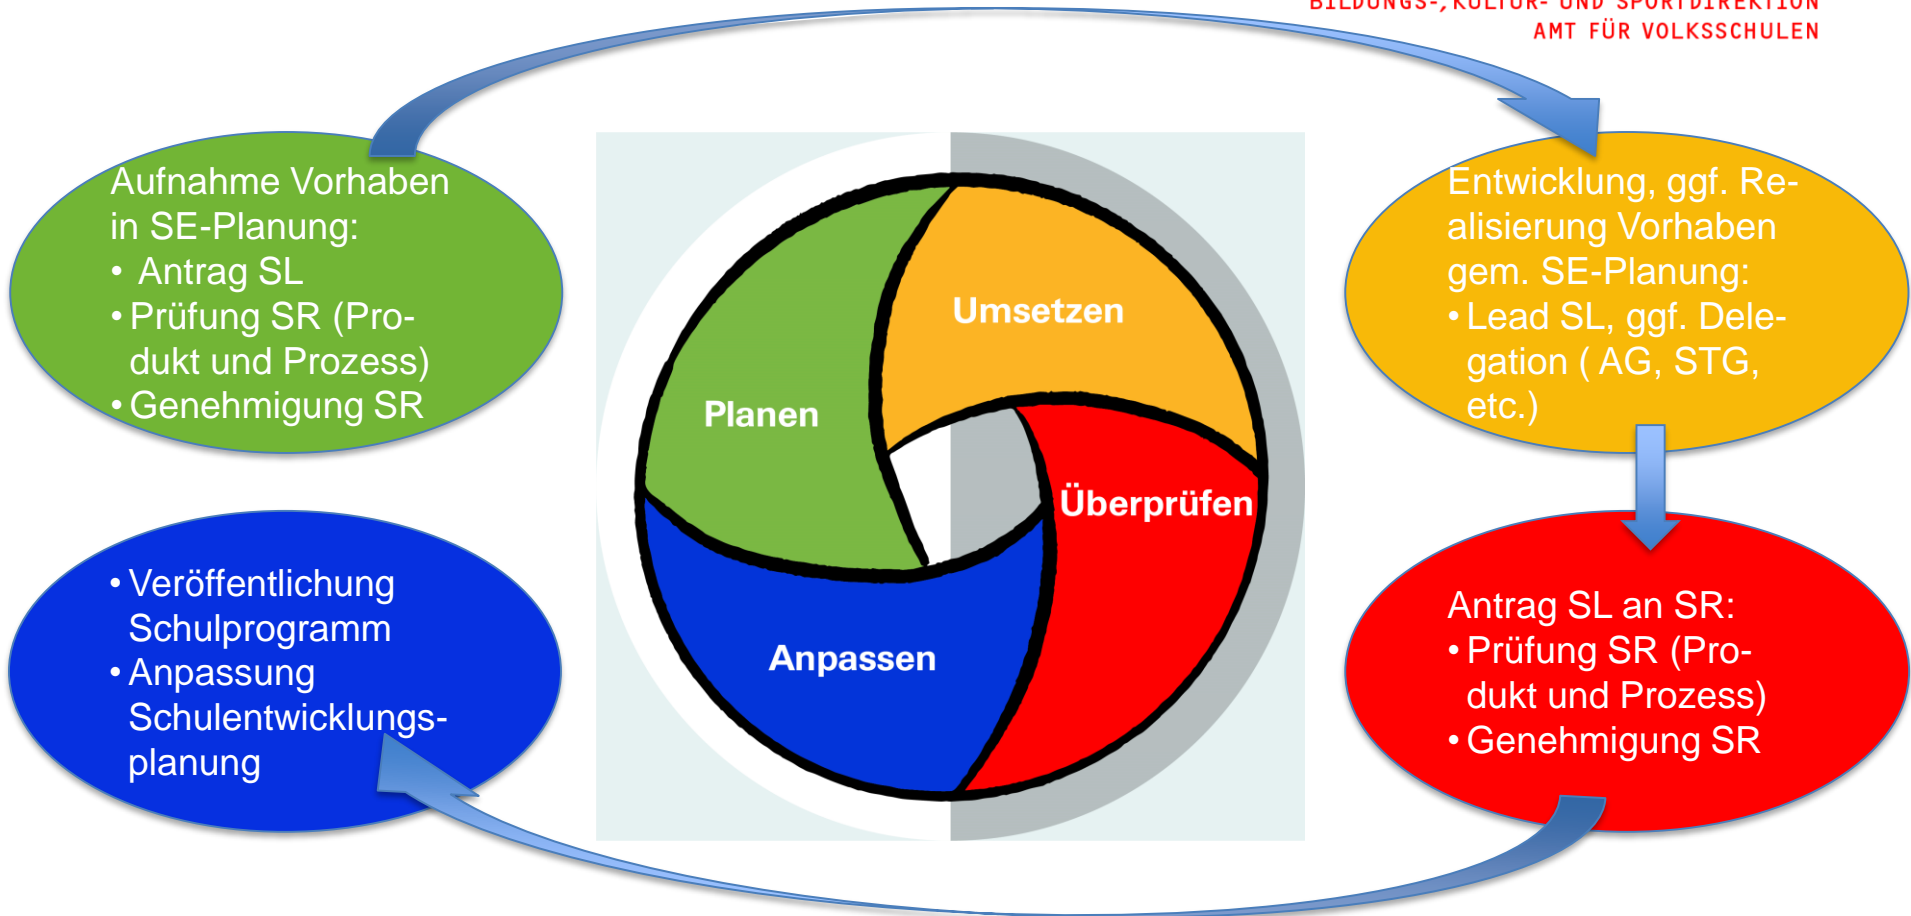 BILDUNGS-, KULTUR- UND SPORTDIREKTION
AMT FÜR VOLKSSCHULEN
Aufnahme Vorhaben
in SE-Planung:
• Antrag SL
• Prüfung SR (Pro-
dukt und Prozess)
• Genehmigung SR
Entwicklung, ggf. Re-
alisierung Vorhaben
gem. SE-Planung:
• Lead SL, ggf. Dele-
gation ( AG, STG,
etc.)
Umsetzen
Planen
Überprüfen
Anpassen
• Veröffentlichung
Schulprogramm
• Anpassung
Schulentwicklungs-
planung
Antrag SL an SR:
• Prüfung SR (Pro-
dukt und Prozess)
• Genehmigung SR